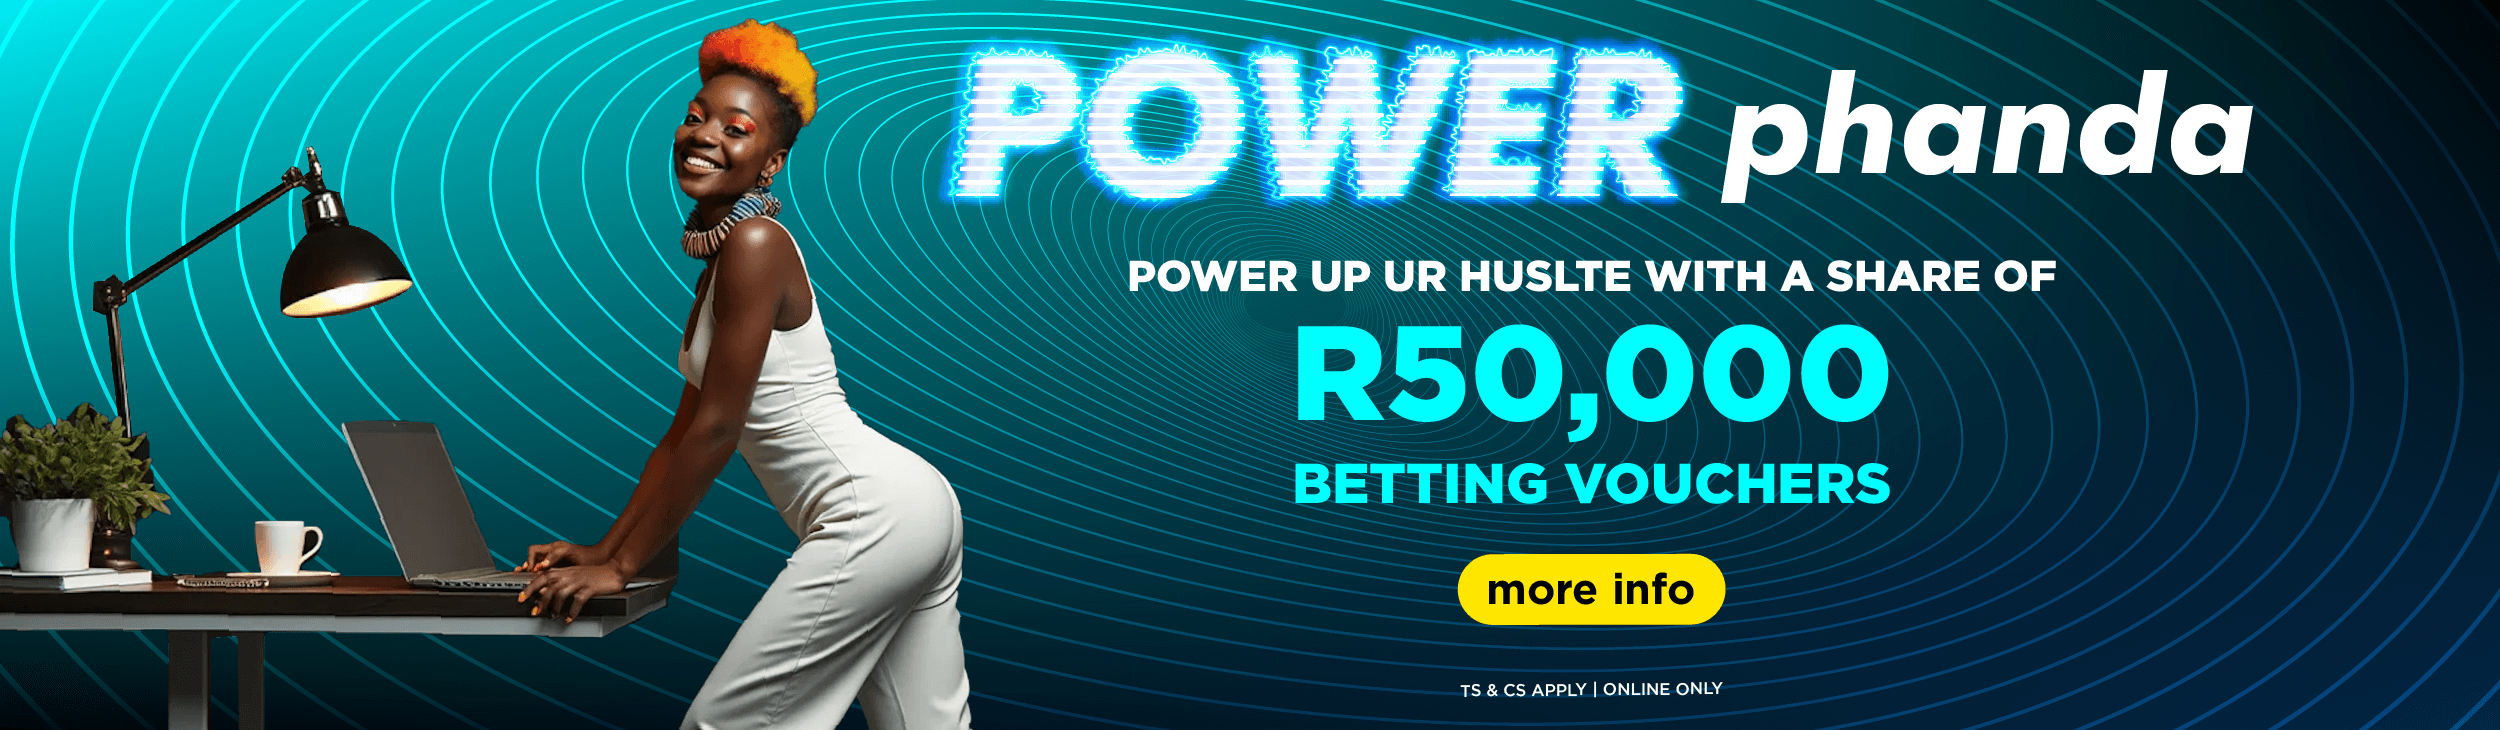 POWER phanda
POWER UP UR HUSLTE WITH A SHARE OF
R50,000
BETTING VOUCHERS
more info
TS & CS APPLY | ONLINE ONLY